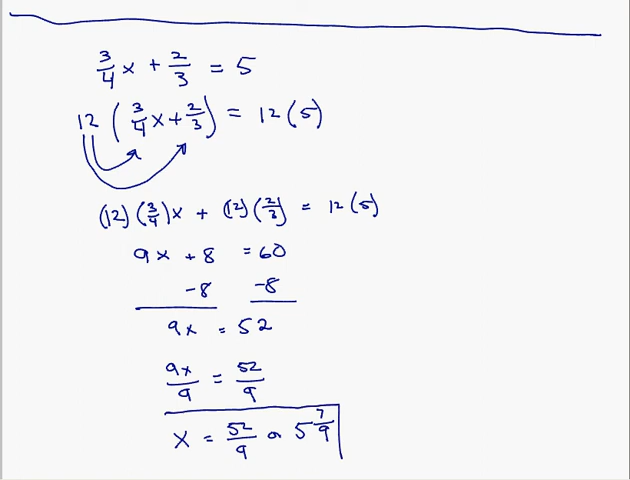 3/4 x + 2/3 = 5
12 ( 3/4 x + 2/3 ) = 12 (5)
(12) (3/4) x + (12) (2/3) = 12 (5)
9x + 8 = 60
-8 -8
9x = 52
9x/9 = 52/9
x = 52/9 or 5 7/9